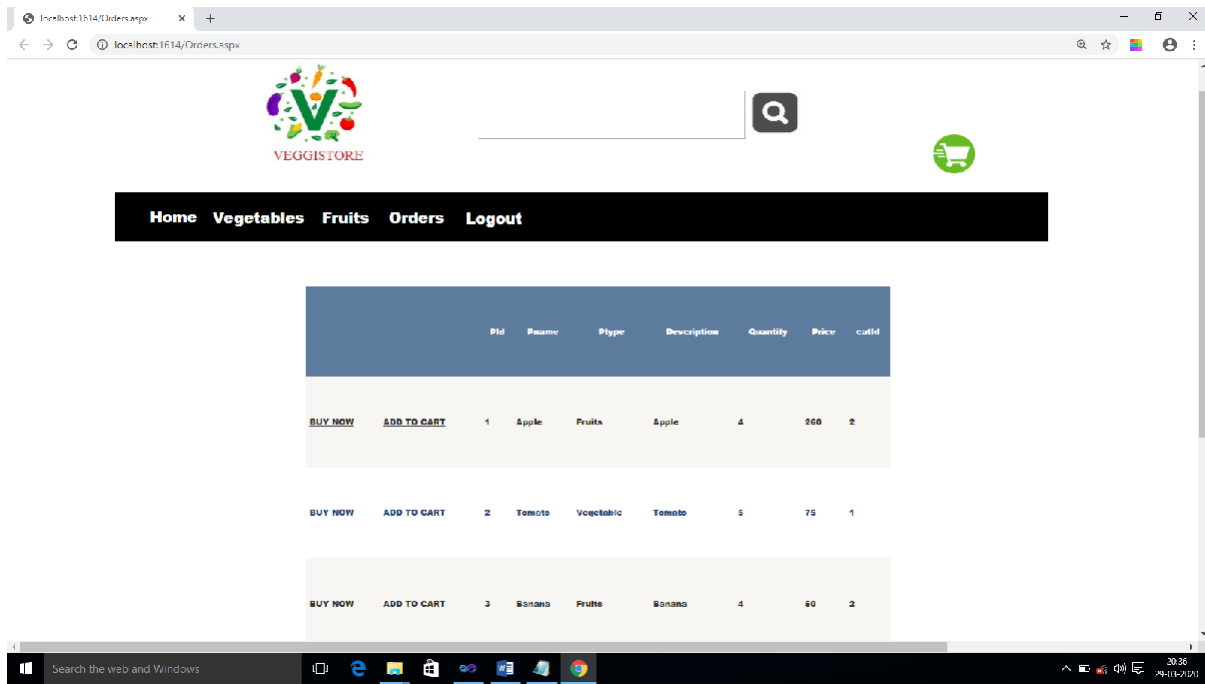 localhost:1614/Orders.aspx
localhost:1614/Orders.aspx
V
VEGGISTORE
Home Vegetables Fruits Orders Logout
PId Pname Ptype Description Quantity Price catId
BUY NOW ADD TO CART 1 Apple Fruits Apple 4 260 2
BUY NOW ADD TO CART 2 Tomato Vegetable Tomato 5 75 1
BUY NOW ADD TO CART 3 Banana Fruits Banana 4 60 2
Search the web and Windows
20:36
29-03-2020